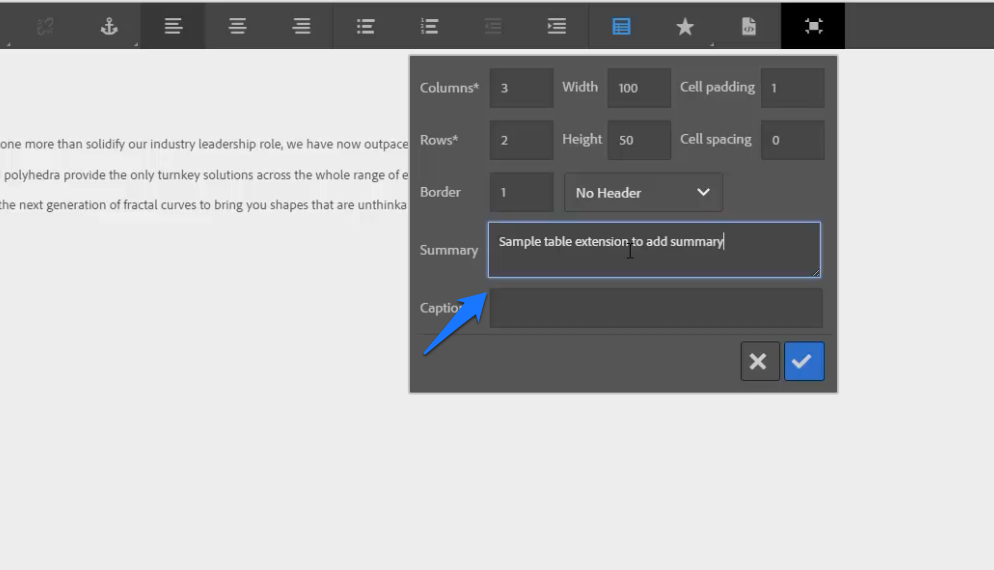 Columns* 3 Width 100 Cell padding 1
one more than solidify our industry leadership role, we have now outpace
Rows* 2 Height 50 Cell spacing 0
polyhedra provide the only turnkey solutions across the whole range of e
Border 1 No Header
the next generation of fractal curves to bring you shapes that are unthinka
Summary Sample table extension to add summary
Caption